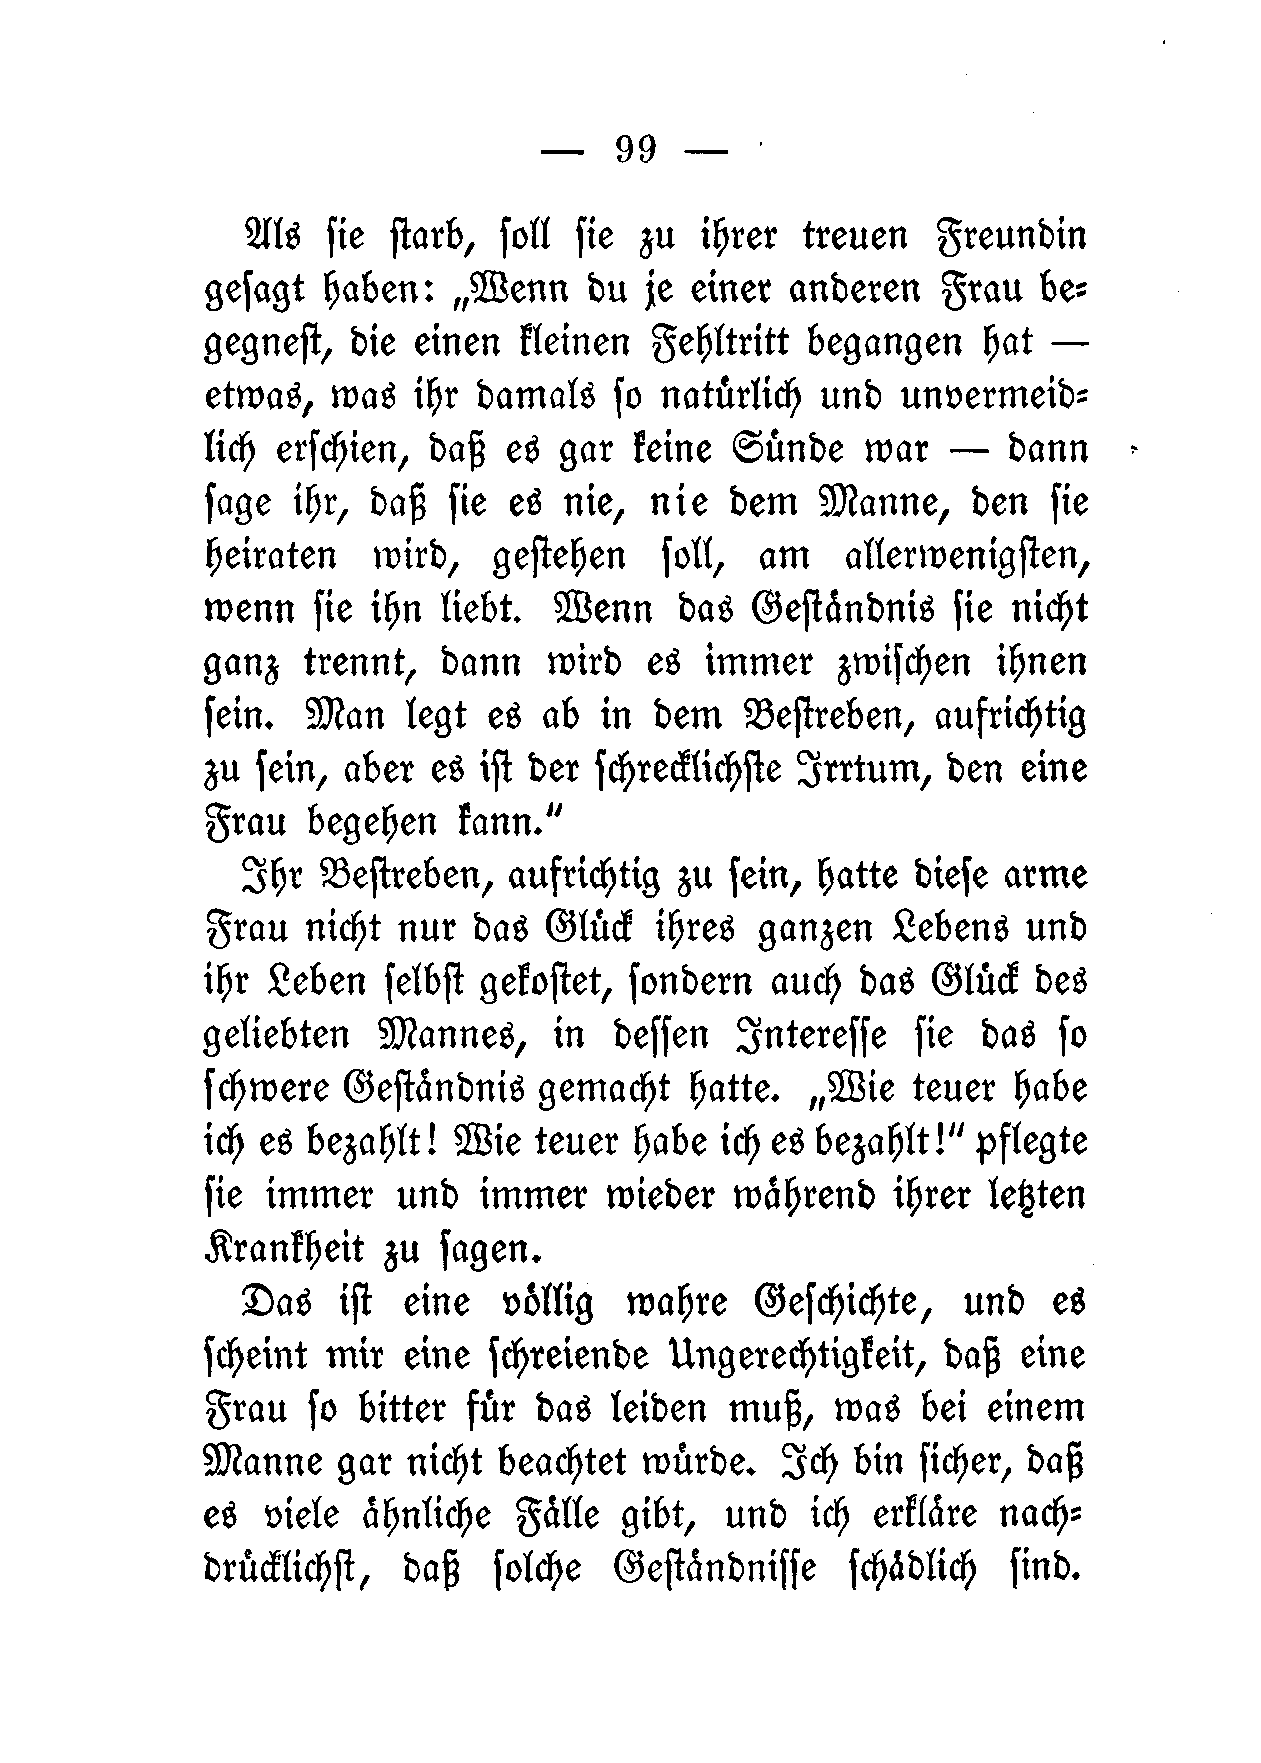 — 99 —
Als ſie ſtarb, ſoll ſie zu ihrer treuen Freundin
geſagt haben: „Wenn du je einer anderen Frau be-
gegneſt, die einen kleinen Fehltritt begangen hat —
etwas, was ihr damals ſo natürlich und unvermeid-
lich erſchien, daß es gar keine Sünde war — dann
ſage ihr, daß ſie es nie, nie dem Manne, den ſie
heiraten wird, geſtehen ſoll, am allerwenigſten,
wenn ſie ihn liebt. Wenn das Geſtändnis ſie nicht
ganz trennt, dann wird es immer zwiſchen ihnen
ſein. Man legt es ab in dem Beſtreben, aufrichtig
zu ſein, aber es iſt der ſchrecklichſte Irrtum, den eine
Frau begehen kann."
Ihr Beſtreben, aufrichtig zu ſein, hatte dieſe arme
Frau nicht nur das Glück ihres ganzen Lebens und
ihr Leben ſelbſt gekoſtet, ſondern auch das Glück des
geliebten Mannes, in deſſen Intereſſe ſie das ſo
ſchwere Geſtändnis gemacht hatte. „Wie teuer habe
ich es bezahlt! Wie teuer habe ich es bezahlt!" pflegte
ſie immer und immer wieder während ihrer letzten
Krankheit zu ſagen.
Das iſt eine völlig wahre Geſchichte, und es
ſcheint mir eine ſchreiende Ungerechtigkeit, daß eine
Frau ſo bitter für das leiden muß, was bei einem
Manne gar nicht beachtet würde. Ich bin ſicher, daß
es viele ähnliche Fälle gibt, und ich erkläre nach-
drücklichſt, daß ſolche Geſtändniſſe ſchädlich ſind.